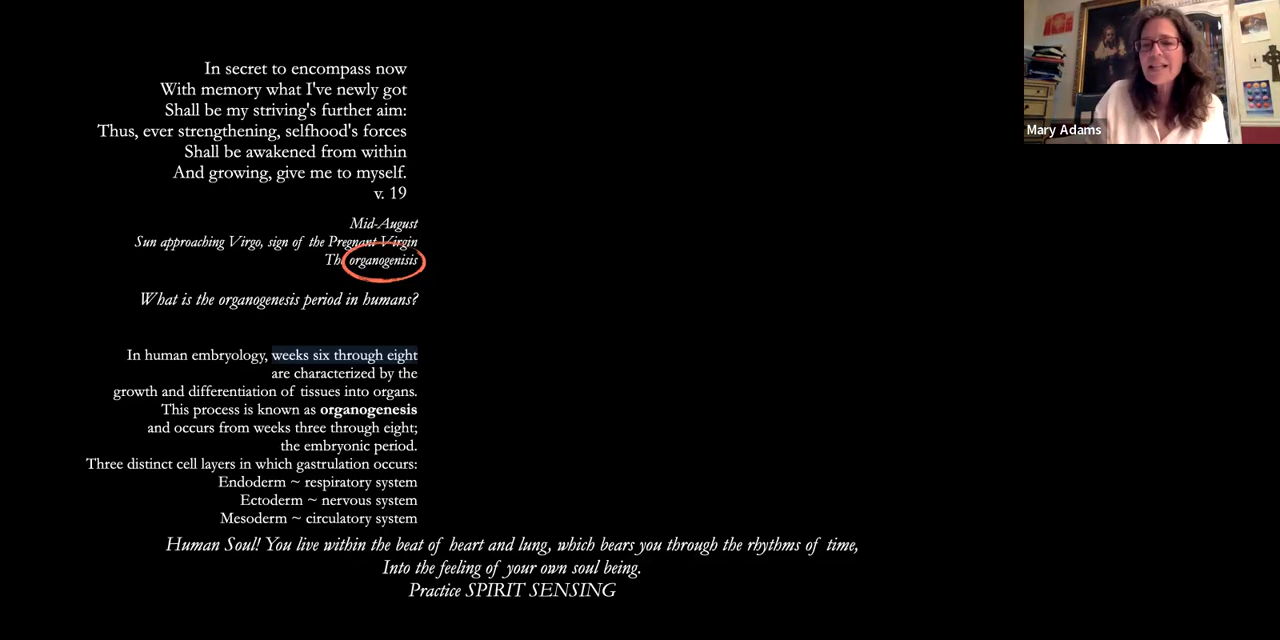 In secret to encompass now
With memory what I've newly got
Shall be my striving's further aim:
Thus, ever strengthening, selfhood's forces
Shall be awakened from within
And growing, give me to myself.
v. 19
Mid-August
Sun approaching Virgo, sign of the Pregnant Virgin
Th organogenisis
What is the organogenesis period in humans?
In human embryology, weeks six through eight
are characterized by the
growth and differentiation of tissues into organs.
This process is known as organogenesis
and occurs from weeks three through eight;
the embryonic period.
Three distinct cell layers in which gastrulation occurs:
Endoderm ~ respiratory system
Ectoderm ~ nervous system
Mesoderm ~ circulatory system
Human Soul! You live within the beat of heart and lung, which bears you through the rhythms of time,
Into the feeling of your own soul being.
Practice SPIRIT SENSING
Mary Adams